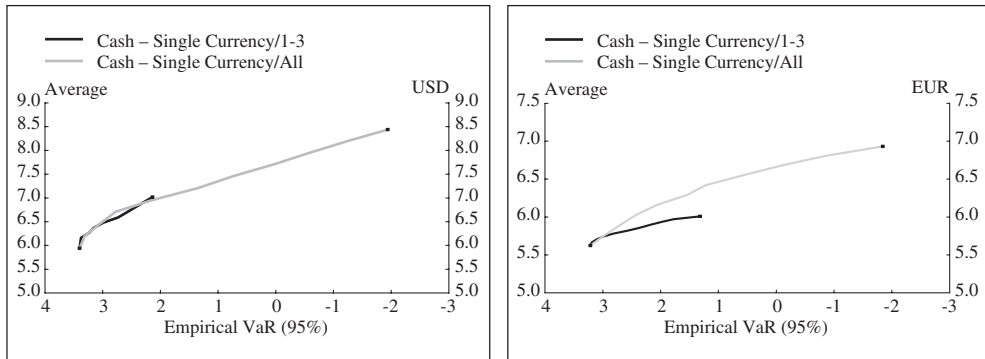 Cash – Single Currency/1-3
Cash – Single Currency/All
Average
USD
9.0
8.5
8.0
7.5
7.0
6.5
6.0
5.5
5.0
9.0
8.5
8.0
7.5
7.0
6.5
6.0
5.5
5.0
4 3 2 1 0 -1 -2 -3
Empirical VaR (95%)
Cash – Single Currency/1-3
Cash – Single Currency/All
Average
EUR
7.5
7.0
6.5
6.0
5.5
5.0
7.5
7.0
6.5
6.0
5.5
5.0
4 3 2 1 0 -1 -2 -3
Empirical VaR (95%)